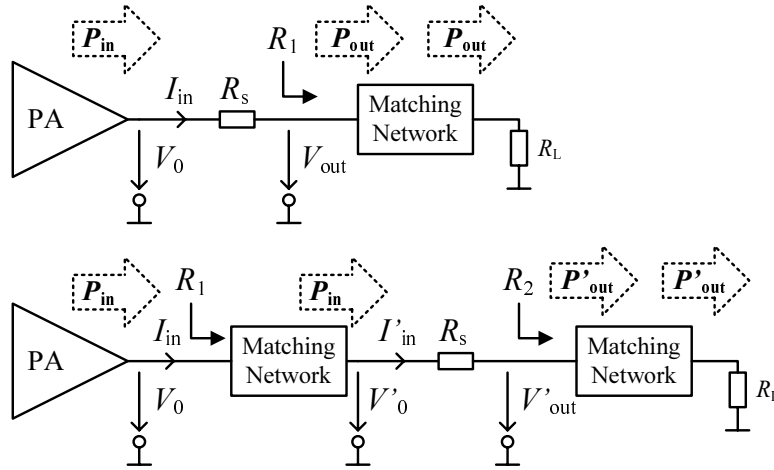 P_in
P_out
P_out
R_1
I_in
R_s
PA
Matching
Network
R_L
V_0
V_out
P_in
R_1
P_in
R_2
P'_out
P'_out
I_in
I'_in
R_s
PA
Matching
Network
Matching
Network
V_0
V'_0
V'_out